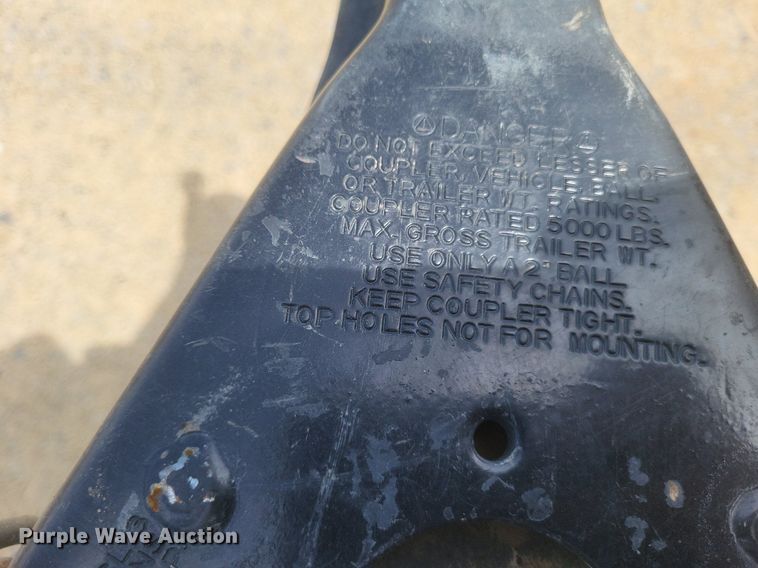 ⚠DANGER⚠
DO NOT EXCEED LESSER OF
COUPLER, VEHICLE, BALL,
OR TRAILER WT. RATINGS.
COUPLER RATED 5000 LBS.
MAX. GROSS TRAILER WT.
USE ONLY A 2" BALL
USE SAFETY CHAINS.
KEEP COUPLER TIGHT.
TOP HOLES NOT FOR MOUNTING.
Purple Wave Auction